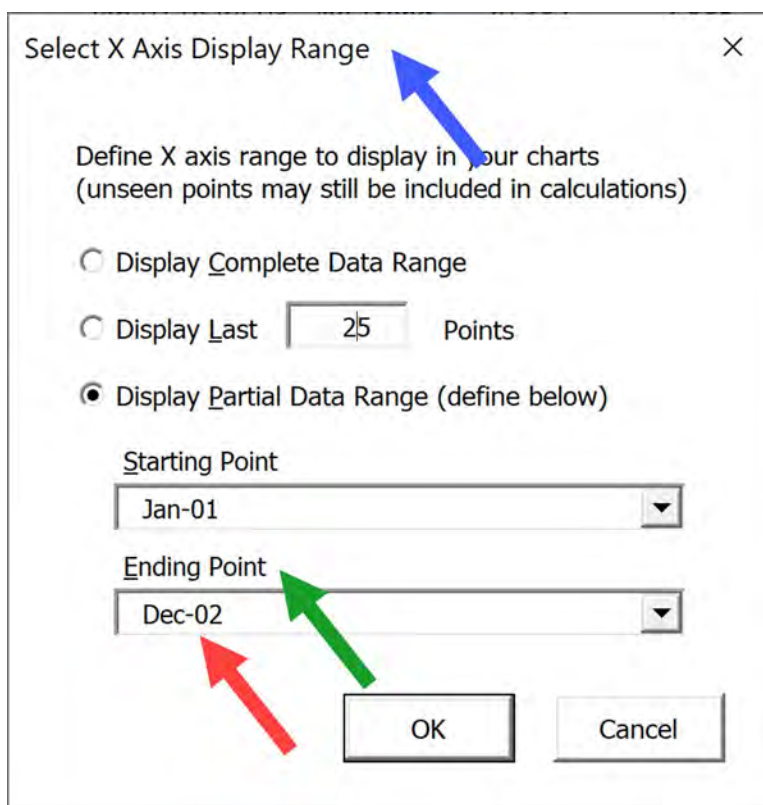 Select X Axis Display Range
Define X axis range to display in your charts
(unseen points may still be included in calculations)
Display Complete Data Range
Display Last 25 Points
Display Partial Data Range (define below)
Starting Point
Jan-01
Ending Point
Dec-02
OK Cancel